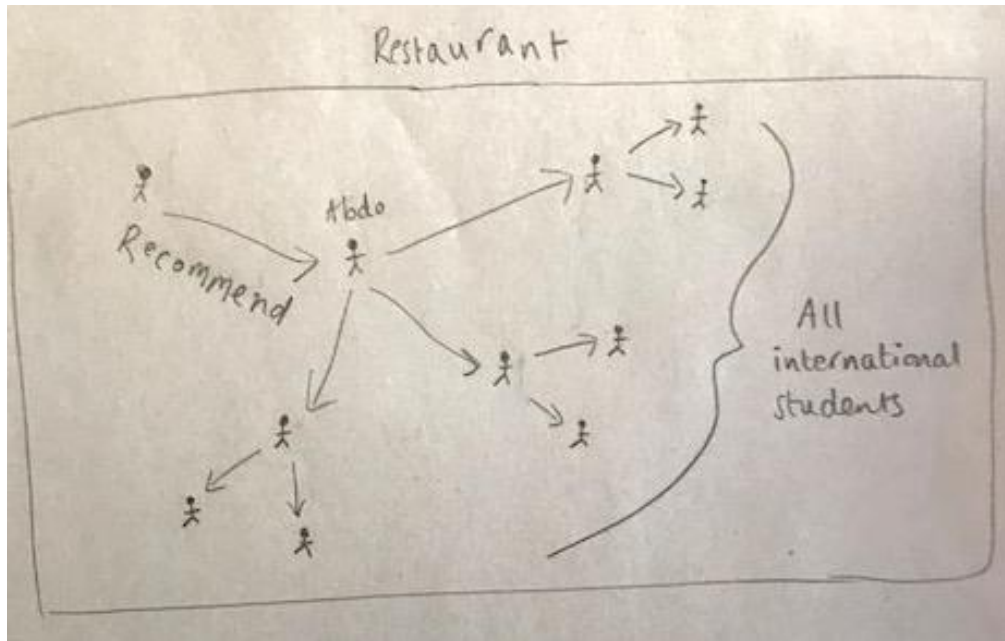 Restaurant
Abdo
Recommend
All
international
students